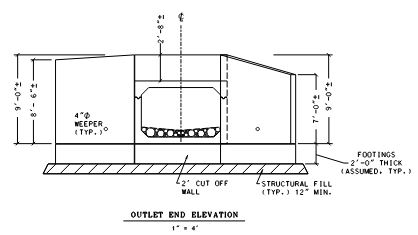 ℄
2'-8"±
9'-0"±
8'-6"±
4"Ø
WEEPER
(TYP.)
7'-0"±
9'-0"±
FOOTINGS
2'-0" THICK
(ASSUMED, TYP.)
2' CUT OFF
WALL
STRUCTURAL FILL
(TYP.) 12" MIN.
OUTLET END ELEVATION
1" = 4'